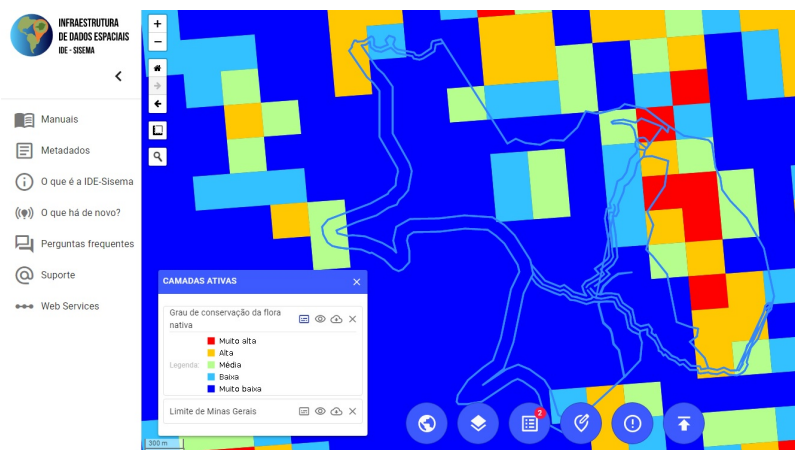 INFRAESTRUTURA
DE DADOS ESPACIAIS
IDE - SISEMA
Manuais
Metadados
O que é a IDE-Sisema
O que há de novo?
Perguntas frequentes
Suporte
Web Services
CAMADAS ATIVAS
Grau de conservação da flora
nativa
Legenda:
Muito alta
Alta
Média
Baixa
Muito baixa
Limite de Minas Gerais
300 m
2